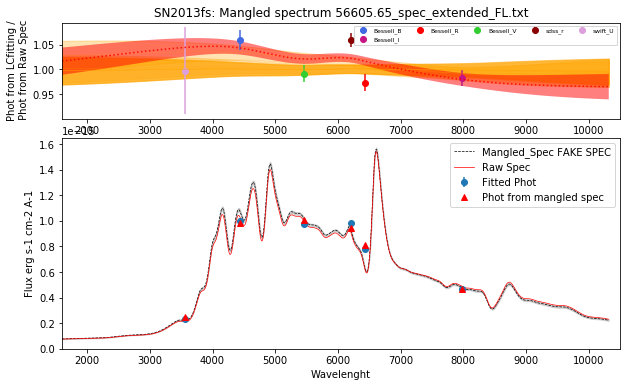 SN2013fs: Mangled spectrum 56605.65_spec_extended_FL.txt
Phot from LCfitting /
Phot from Raw Spec
1.05
1.00
0.95
Bessell_B
Bessell_R
Bessell_V
sdss_r
swift_U
Bessell_I
2000
3000
4000
5000
6000
7000
8000
9000
10000
1e−15
Flux erg s-1 cm-2 A-1
1.6
1.4
1.2
1.0
0.8
0.6
0.4
0.2
0.0
Mangled_Spec FAKE SPEC
Raw Spec
Fitted Phot
Phot from mangled spec
2000
3000
4000
5000
6000
7000
8000
9000
10000
Wavelenght